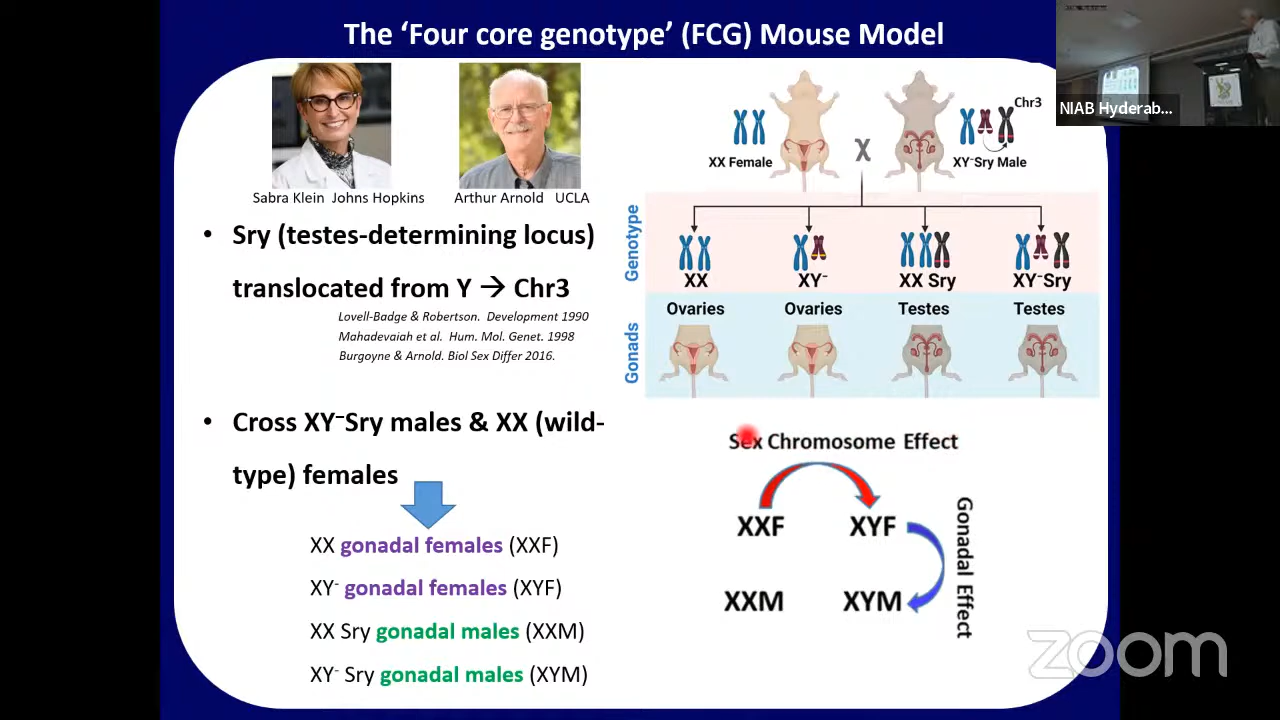 The ‘Four core genotype’ (FCG) Mouse Model
NIAB Hyderab...
Sabra Klein Johns Hopkins
Arthur Arnold UCLA
• Sry (testes-determining locus)
translocated from Y → Chr3
Lovell-Badge & Robertson. Development 1990
Mahadevaiah et al. Hum. Mol. Genet. 1998
Burgoyne & Arnold. Biol Sex Differ 2016.
• Cross XY⁻Sry males & XX (wild-
type) females
XX gonadal females (XXF)
XY⁻ gonadal females (XYF)
XX Sry gonadal males (XXM)
XY⁻ Sry gonadal males (XYM)
Chr3
XX Female
X
XY⁻Sry Male
Genotype
XX
XY⁻
XX Sry
XY⁻Sry
Gonads
Ovaries
Ovaries
Testes
Testes
Sex Chromosome Effect
XXF
XYF
XXM
XYM
Gonadal Effect
zoom